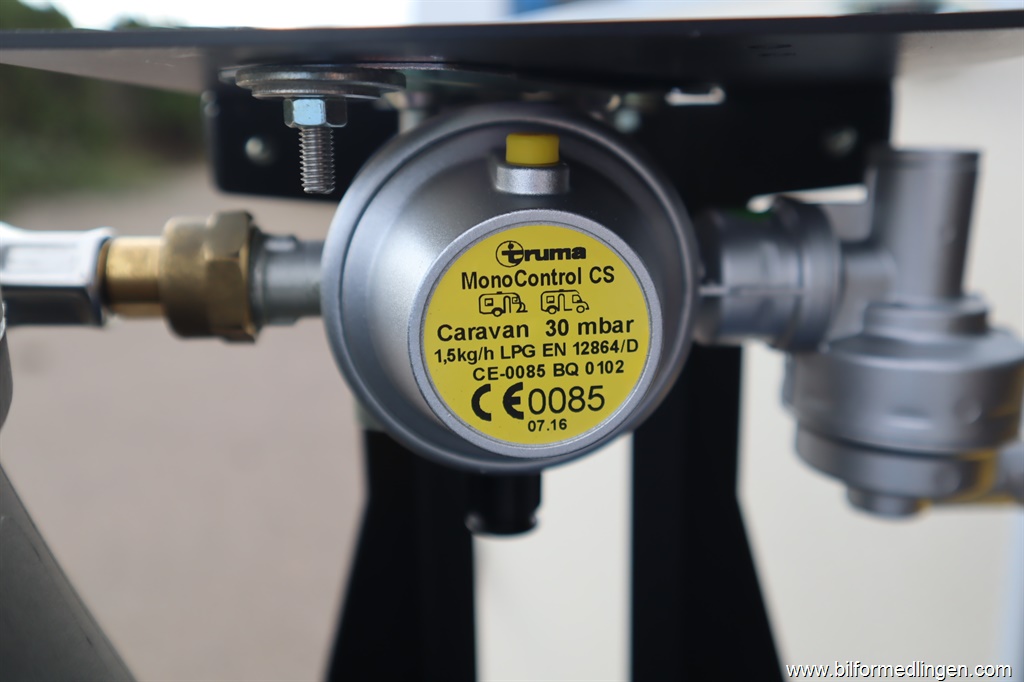 truma
MonoControl CS
Caravan 30 mbar
1,5kg/h LPG EN 12864/D
CE-0085 BQ 0102
CE0085
07.16
www.bilformedlingen.com